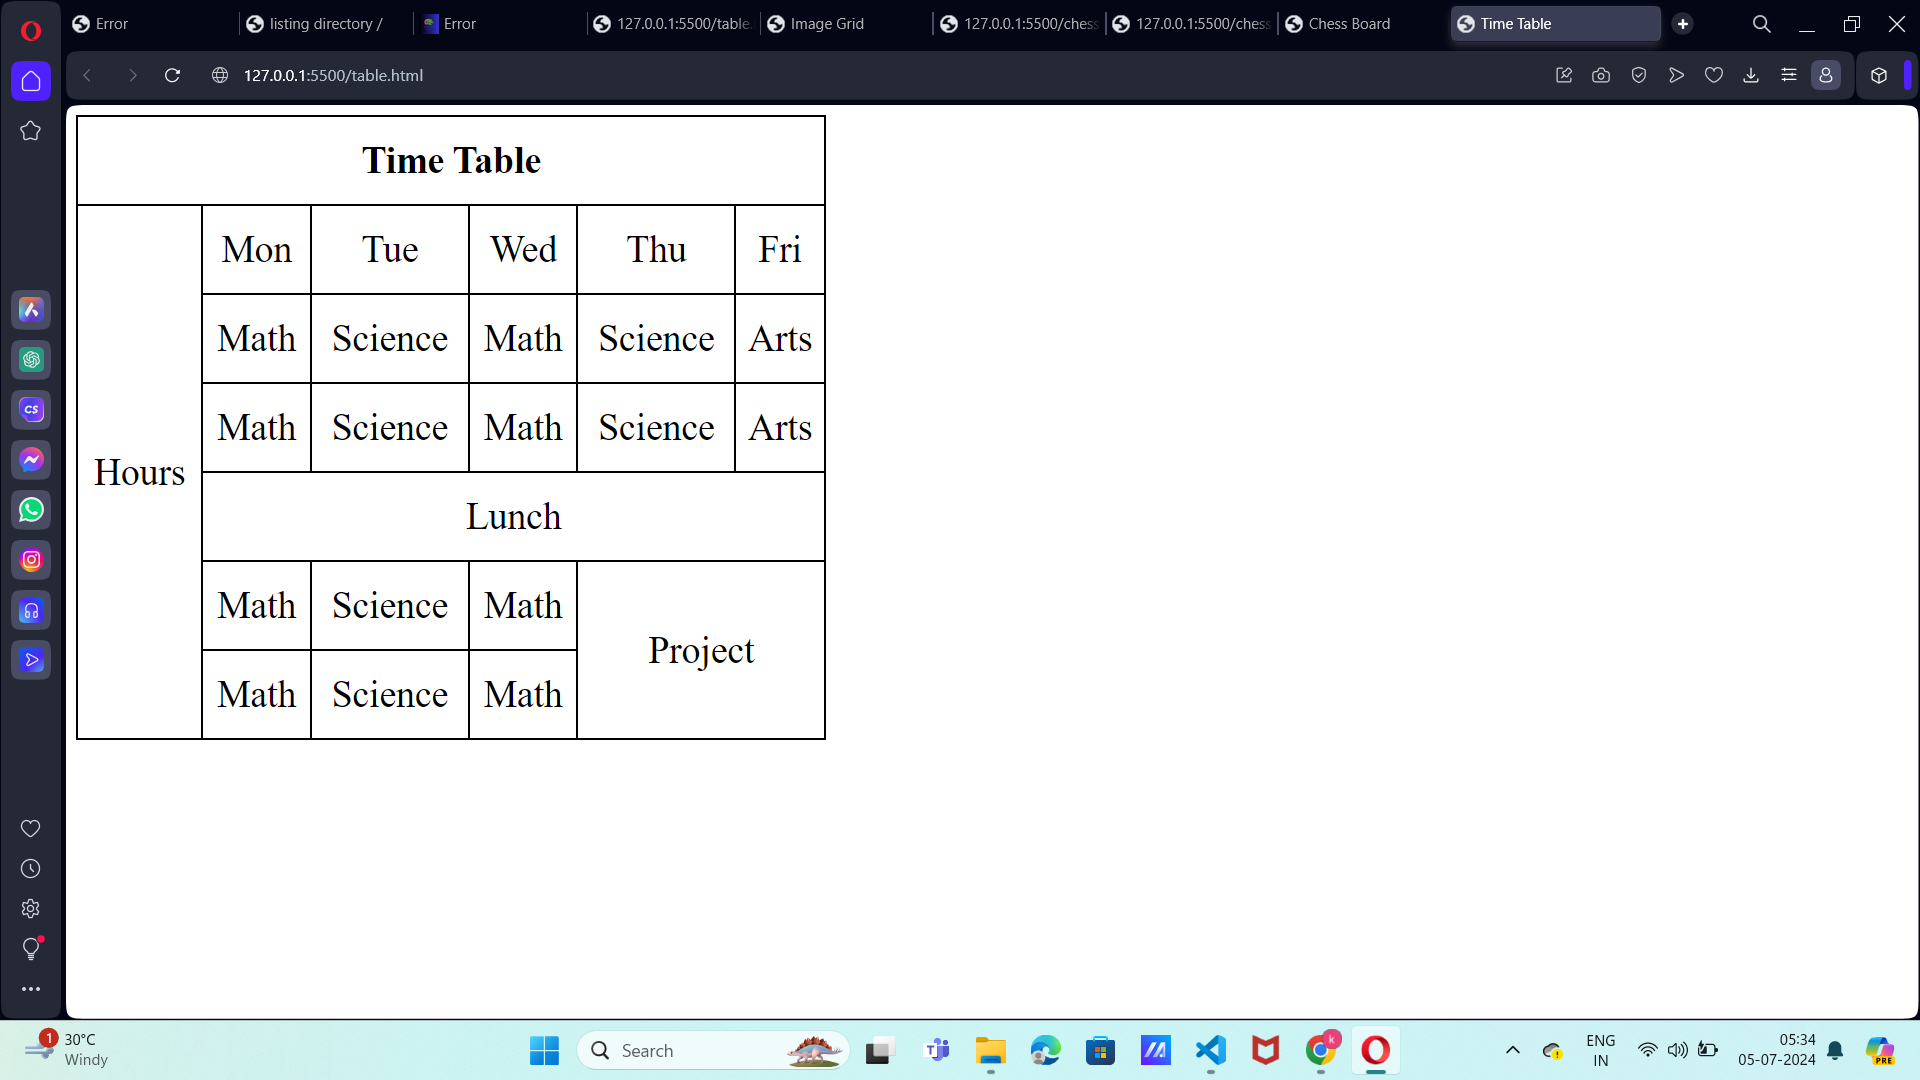 Error
listing directory /
Error
127.0.0.1:5500/table.
Image Grid
127.0.0.1:5500/chess
127.0.0.1:5500/chess
Chess Board
Time Table
127.0.0.1:5500/table.html
Time Table
Mon Tue Wed Thu Fri
Math Science Math Science Arts
Math Science Math Science Arts
Hours
Lunch
Math Science Math
Project
Math Science Math
CS
1
30°C
Windy
Search
k
ENG
IN
05:34
05-07-2024
PRE